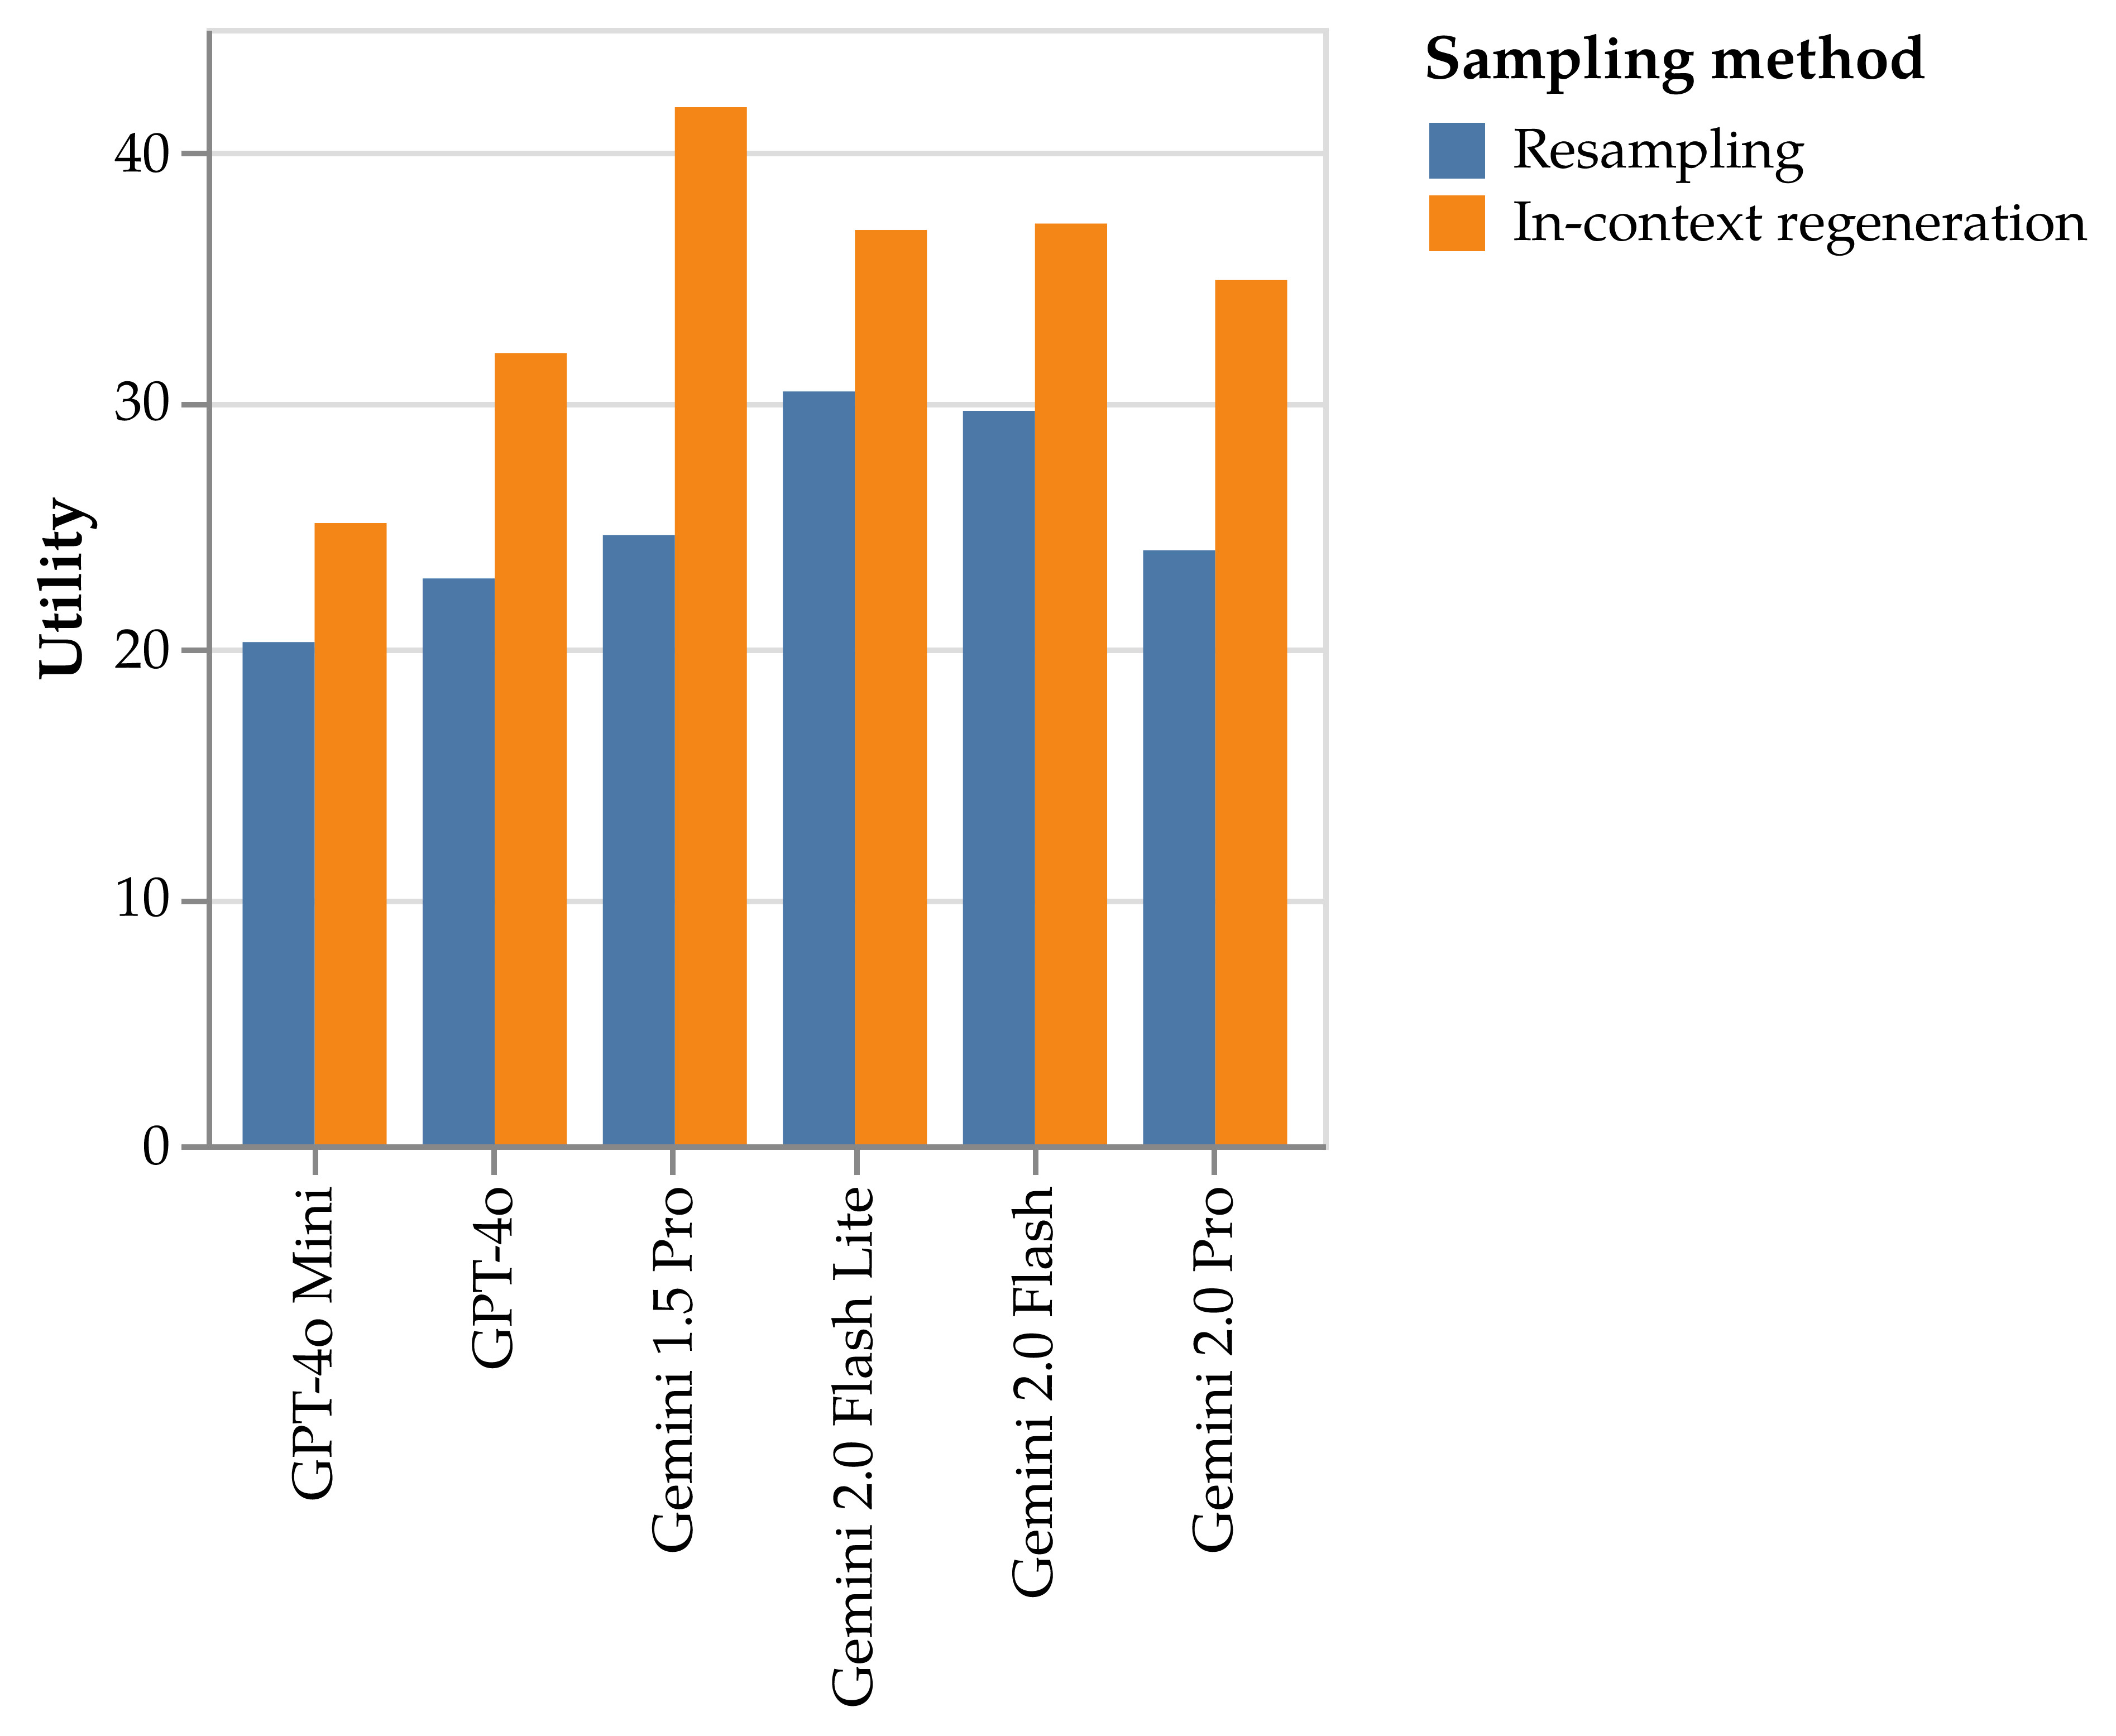 Sampling method
Resampling
In-context regeneration
Utility
40
30
20
10
0
GPT-4o Mini
GPT-4o
Gemini 1.5 Pro
Gemini 2.0 Flash Lite
Gemini 2.0 Flash
Gemini 2.0 Pro